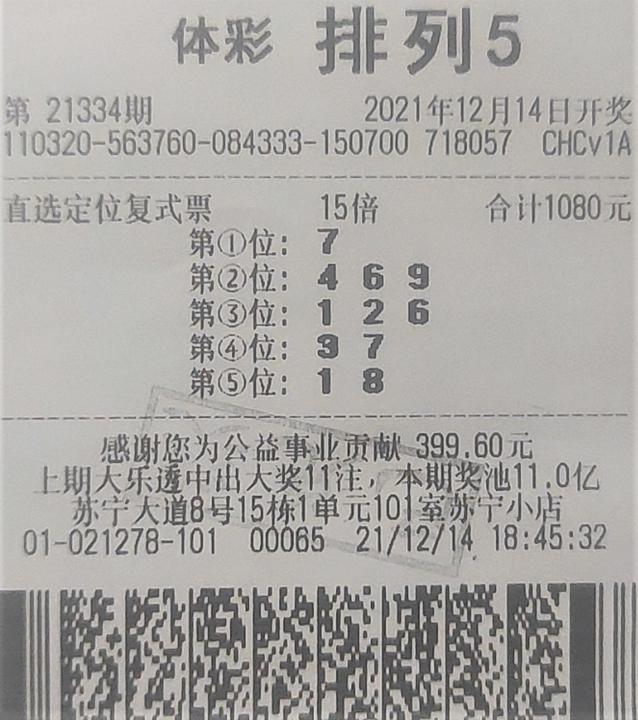 体彩 排列5
第 21334期 2021年12月14日开奖
110320-563760-084333-150700 718057 CHCv1A
直选定位复式票 15倍 合计1080元
第①位: 7
第②位: 4 6 9
第③位: 1 2 6
第④位: 3 7
第⑤位: 1 8
感谢您为公益事业贡献 399.60元
上期大乐透中出大奖11注，本期奖池11.0亿
苏宁大道8号15栋1单元101室苏宁小店
01-021278-101 00065 21/12/14 18:45:32